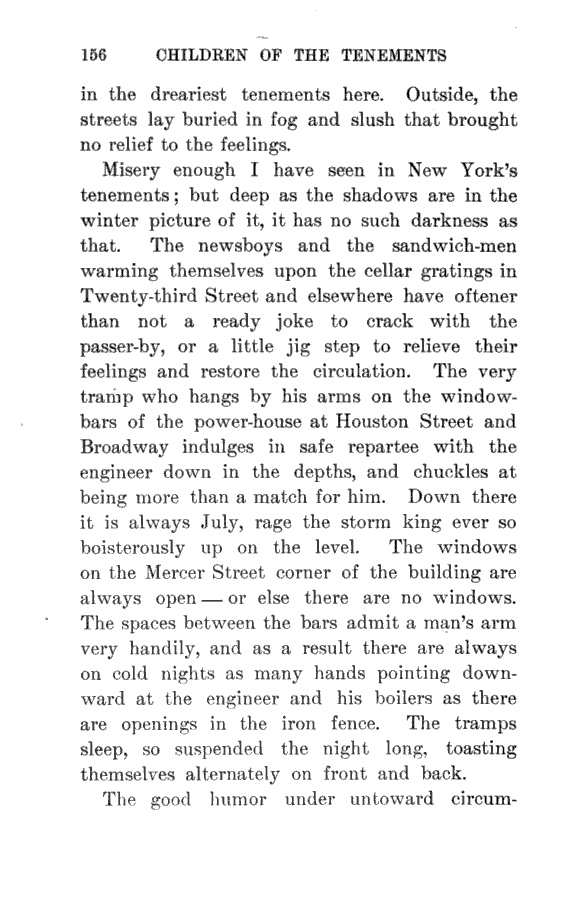 156 CHILDREN OF THE TENEMENTS
in the dreariest tenements here. Outside, the
streets lay buried in fog and slush that brought
no relief to the feelings.
Misery enough I have seen in New York's
tenements; but deep as the shadows are in the
winter picture of it, it has no such darkness as
that. The newsboys and the sandwich-men
warming themselves upon the cellar gratings in
Twenty-third Street and elsewhere have oftener
than not a ready joke to crack with the
passer-by, or a little jig step to relieve their
feelings and restore the circulation. The very
tramp who hangs by his arms on the window-
bars of the power-house at Houston Street and
Broadway indulges in safe repartee with the
engineer down in the depths, and chuckles at
being more than a match for him. Down there
it is always July, rage the storm king ever so
boisterously up on the level. The windows
on the Mercer Street corner of the building are
always open — or else there are no windows.
The spaces between the bars admit a man's arm
very handily, and as a result there are always
on cold nights as many hands pointing down-
ward at the engineer and his boilers as there
are openings in the iron fence. The tramps
sleep, so suspended the night long, toasting
themselves alternately on front and back.
The good humor under untoward circum-